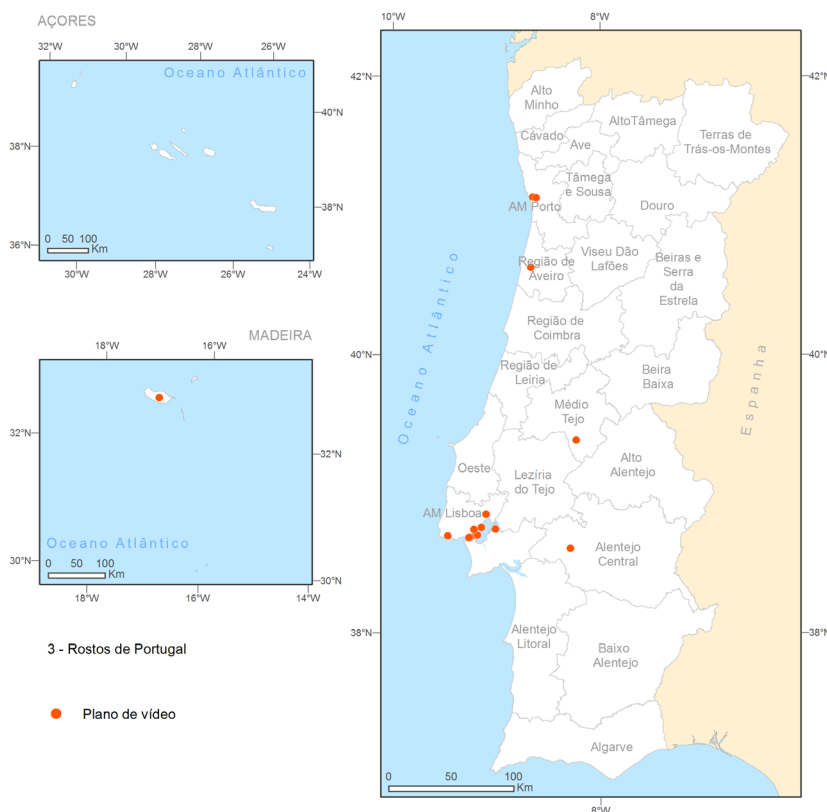 AÇORES
32°W 30°W 28°W 26°W
Oceano Atlântico
40°N
38°N
38°N
36°N
0 50 100
Km
30°W 28°W 26°W 24°W
MADEIRA
18°W 16°W
32°N
32°N
Oceano Atlântico
30°N
30°N
0 50 100
Km
18°W 16°W 14°W
3 - Rostos de Portugal
Plano de vídeo
10°W 8°W
42°N
42°N
Alto
Minho
AltoTâmega
Terras de
Trás-os-Montes
Cávado
Ave
Tâmega
e Sousa
AM Porto
Douro
Viseu Dão
Lafões
Região de
Aveiro
Beiras e
Serra
da
Estrela
Oceano Atlântico
Região de
Coimbra
40°N
40°N
Região de
Leiria
Beira
Baixa
Espanha
Médio
Tejo
Oeste
Lezíria
do Tejo
Alto
Alentejo
AM Lisboa
Alentejo
Central
38°N
38°N
Alentejo
Litoral
Baixo
Alentejo
Algarve
0 50 100
Km
8°W